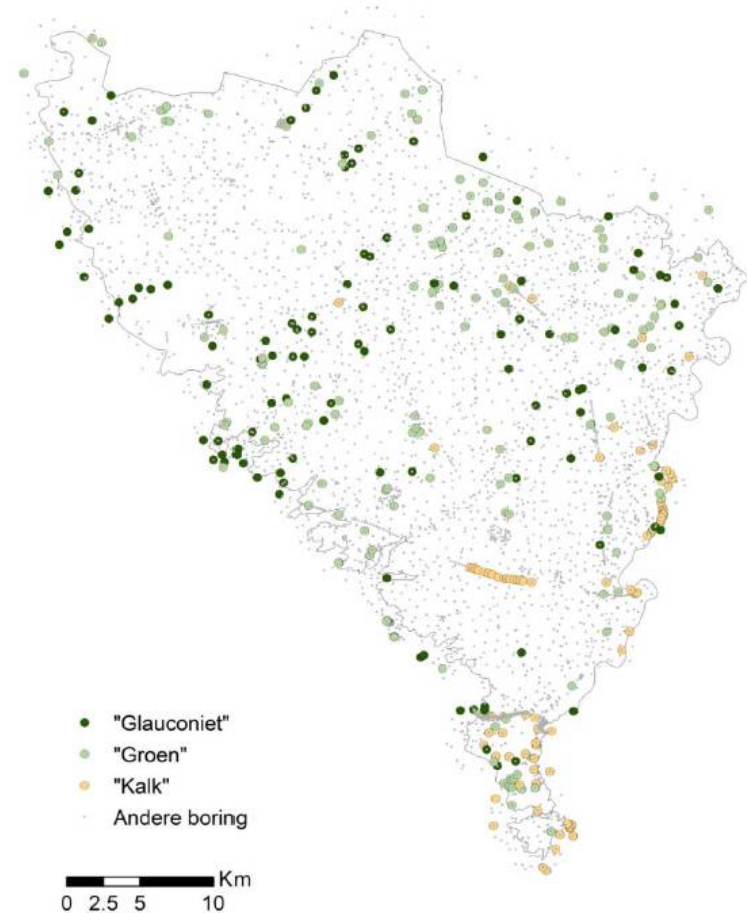 "Glauconiet"
"Groen"
"Kalk"
Andere boring
Km
0 2.5 5 10